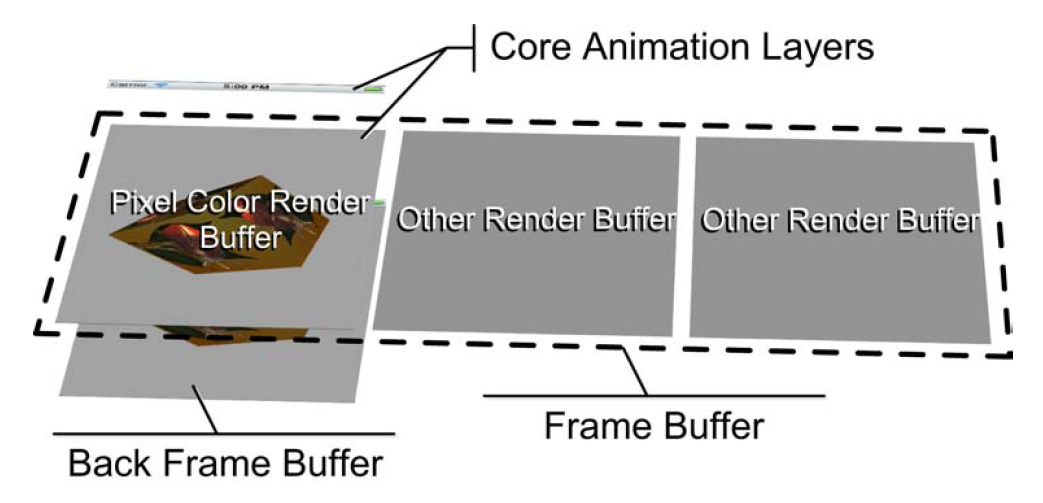 Core Animation Layers
Carrier 5:00 PM
Pixel Color Render
Buffer
Other Render Buffer
Other Render Buffer
Frame Buffer
Back Frame Buffer